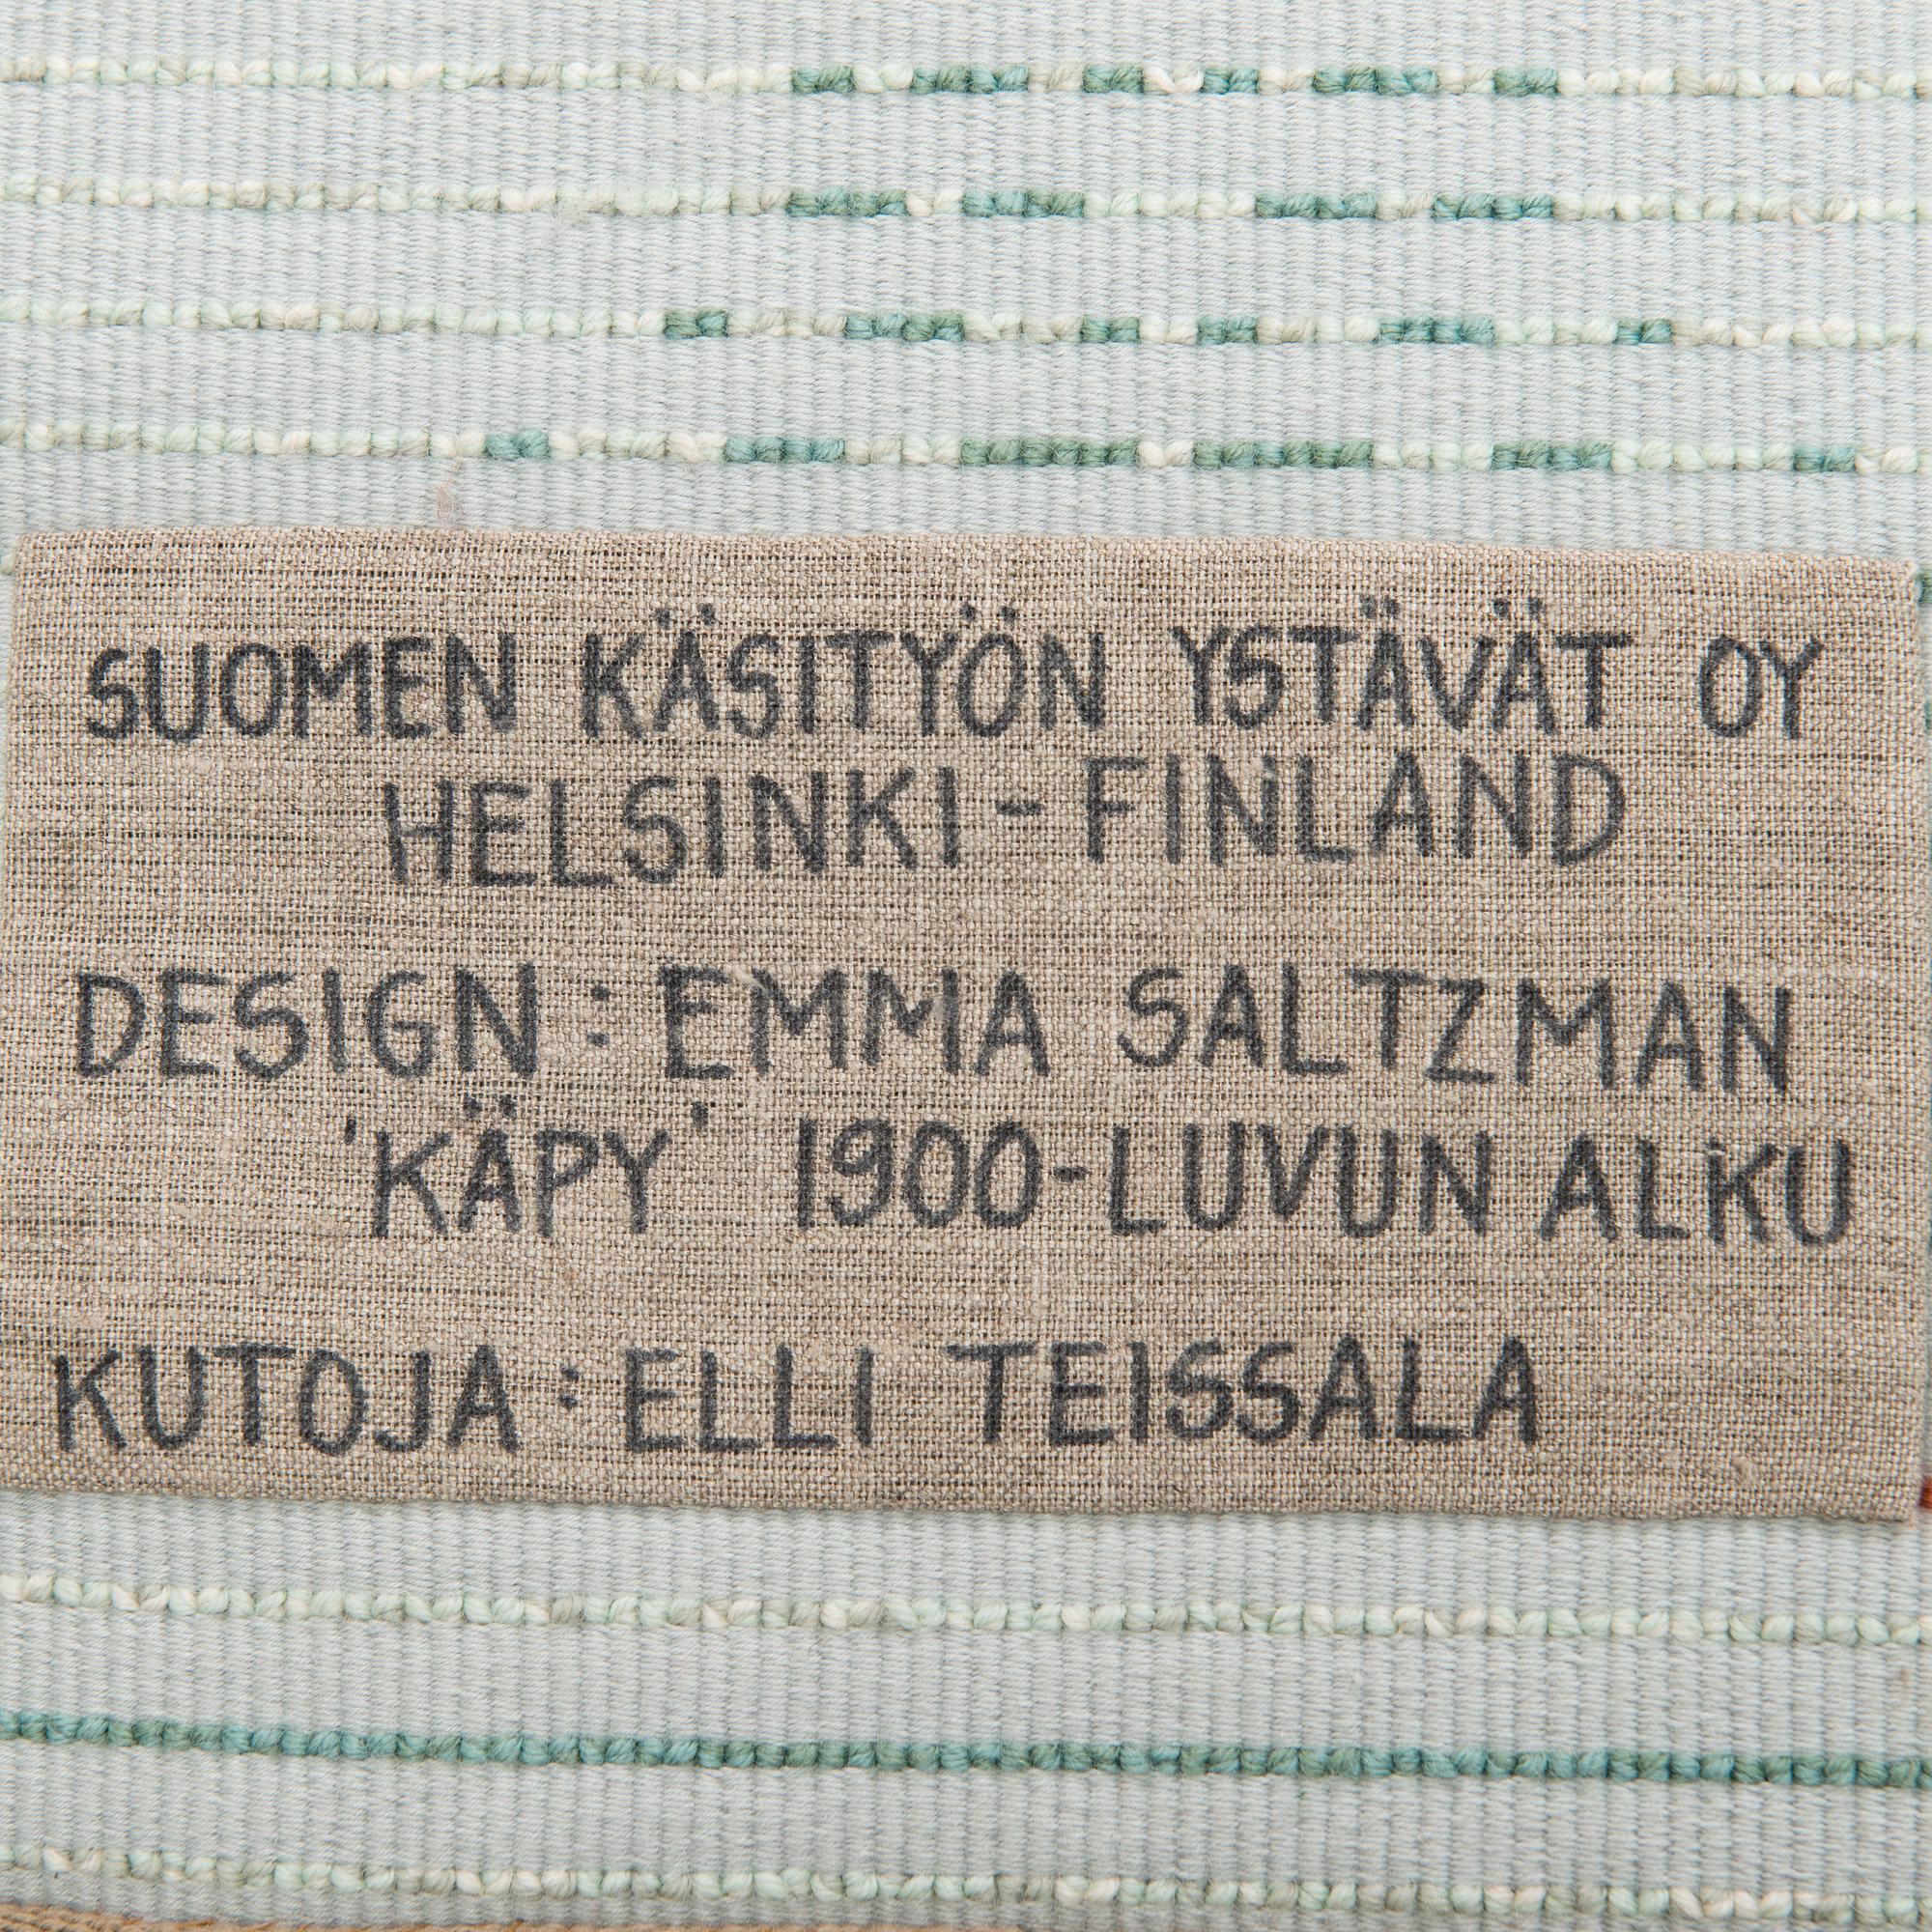 SUOMEN KÄSITYÖN YSTÄVÄT OY
HELSINKI - FINLAND
DESIGN : EMMA SALTZMAN
'KÄPY' 1900-LUVUN ALKU
KUTOJA : ELLI TEISSALA